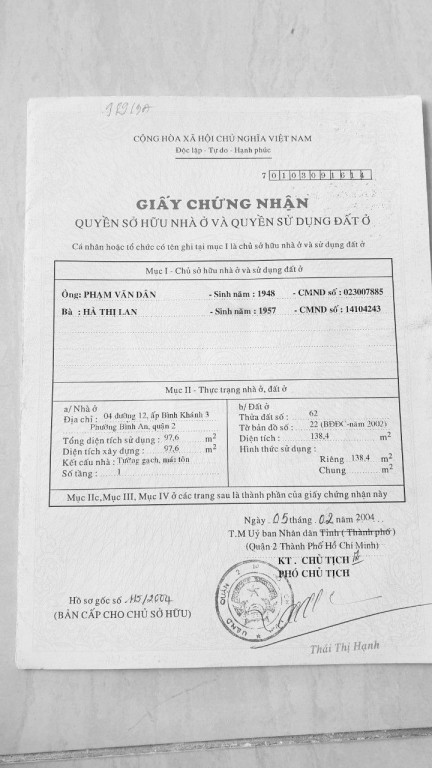 CỘNG HÒA XÃ HỘI CHỦ NGHĨA VIỆT NAM
Độc lập - Tự do - Hạnh phúc
7 0103091614
GIẤY CHỨNG NHẬN
QUYỀN SỞ HỮU NHÀ Ở VÀ QUYỀN SỬ DỤNG ĐẤT Ở
Cá nhân hoặc tổ chức có tên ghi tại mục I là chủ sở hữu nhà ở và sử dụng đất ở
Mục I - Chủ sở hữu nhà ở và sử dụng đất ở
Ông: PHẠM VĂN DÂN - Sinh năm : 1948 - CMND số : 023007885
Bà : HÀ THỊ LAN - Sinh năm : 1957 - CMND số : 14104243
Mục II - Thực trạng nhà ở, đất ở
a/ Nhà ở
Địa chỉ : 04 đường 12, ấp Bình Khánh 3
Phường Bình An, quận 2
Tổng diện tích sử dụng : 97,6 m2
Diện tích xây dựng : 97,6 m2
Kết cấu nhà : Tường gạch, mái tôn
Số tầng : 1
b/ Đất ở
Thửa đất số : 62
Tờ bản đồ số : 22 (BĐĐC-năm 2002)
Diện tích : 138,4 m2
Hình thức sử dụng :
Riêng 138.4 m2
Chung m2
Mục IIc, Mục III, Mục IV ở các trang sau là thành phần của giấy chứng nhận này
Ngày 05 tháng 02 năm 2004
T.M Uỷ ban Nhân dân Tỉnh ( Thành phố )
(Quận 2 Thành Phố Hồ Chí Minh)
KT . CHỦ TỊCH
PHÓ CHỦ TỊCH
Hồ sơ gốc số 115/2004
(BẢN CẤP CHO CHỦ SỞ HỮU)
Thái Thị Hạnh